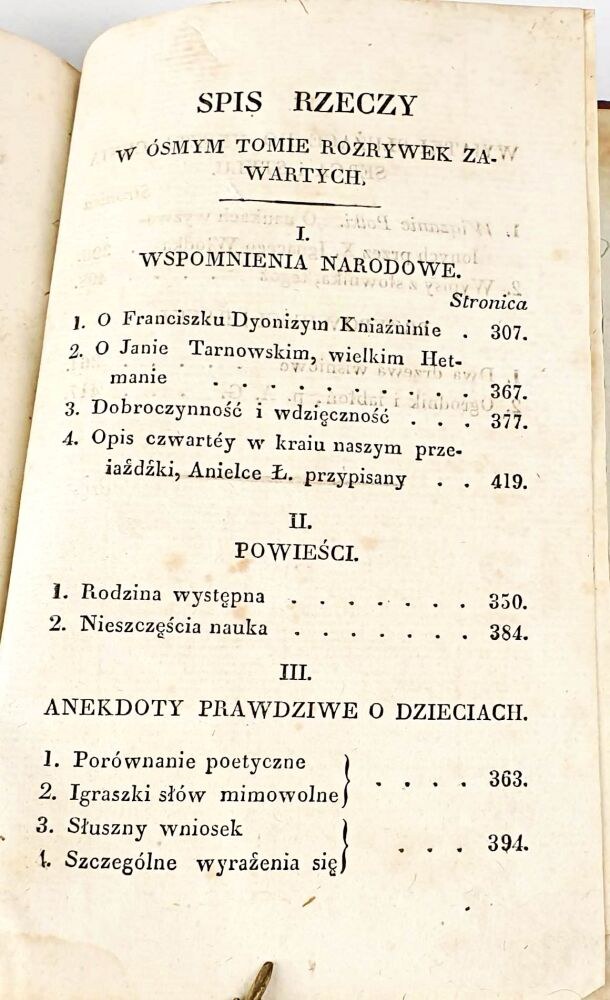 SPIS RZECZY
W ÓSMYM TOMIE ROZRYWEK ZA-
WARTYCH.
I.
WSPOMNIENIA NARODOWE.
Stronica
1. O Franciszku Dyonizym Kniaźninie . 307.
2. O Janie Tarnowskim, wielkim Het-
manie . . . . . . . . . 367.
3. Dobroczynność i wdzięczność . . . 377.
4. Opis czwartéy w kraiu naszym prze-
iaźdźki, Anielce Ł. przypisany . . 419.
II.
POWIEŚCI.
1. Rodzina występna . . . . . . . 350.
2. Nieszczęścia nauka . . . . . . . 384.
III.
ANEKDOTY PRAWDZIWE O DZIECIACH.
1. Porównanie poetyczne
2. Igraszki słów mimowolne } . . . . 363.
3. Słuszny wniosek
4. Szczególne wyrażenia się } . . . 394.